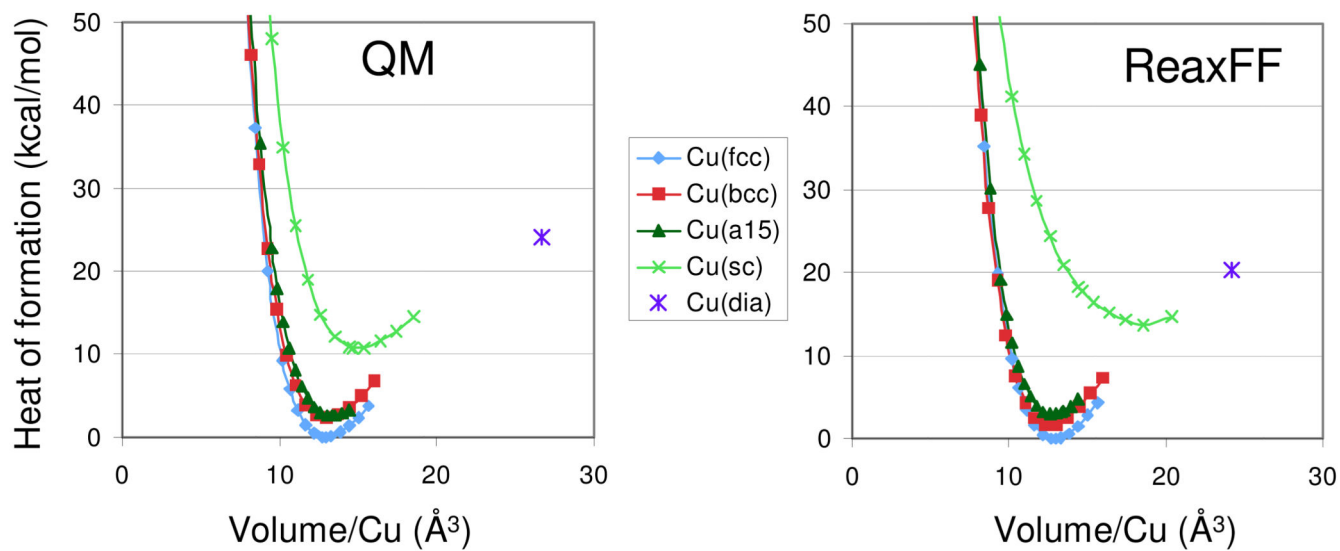 QM
Heat of formation (kcal/mol)
50
40
30
20
10
0
0
10
20
30
Volume/Cu (Å³)
Cu(fcc)
Cu(bcc)
Cu(a15)
Cu(sc)
Cu(dia)
ReaxFF
50
40
30
20
10
0
0
10
20
30
Volume/Cu (Å³)